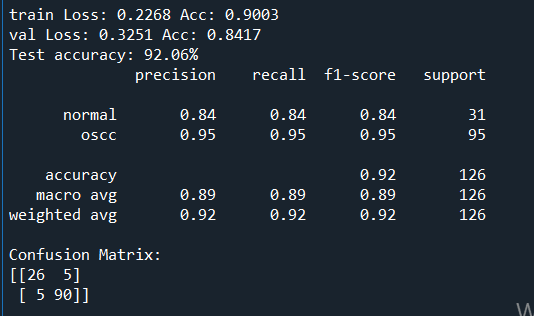 train Loss: 0.2268 Acc: 0.9003
val Loss: 0.3251 Acc: 0.8417
Test accuracy: 92.06%
precision recall f1-score support
normal 0.84 0.84 0.84 31
oscc 0.95 0.95 0.95 95
accuracy 0.92 126
macro avg 0.89 0.89 0.89 126
weighted avg 0.92 0.92 0.92 126
Confusion Matrix:
[[26 5]
[ 5 90]]